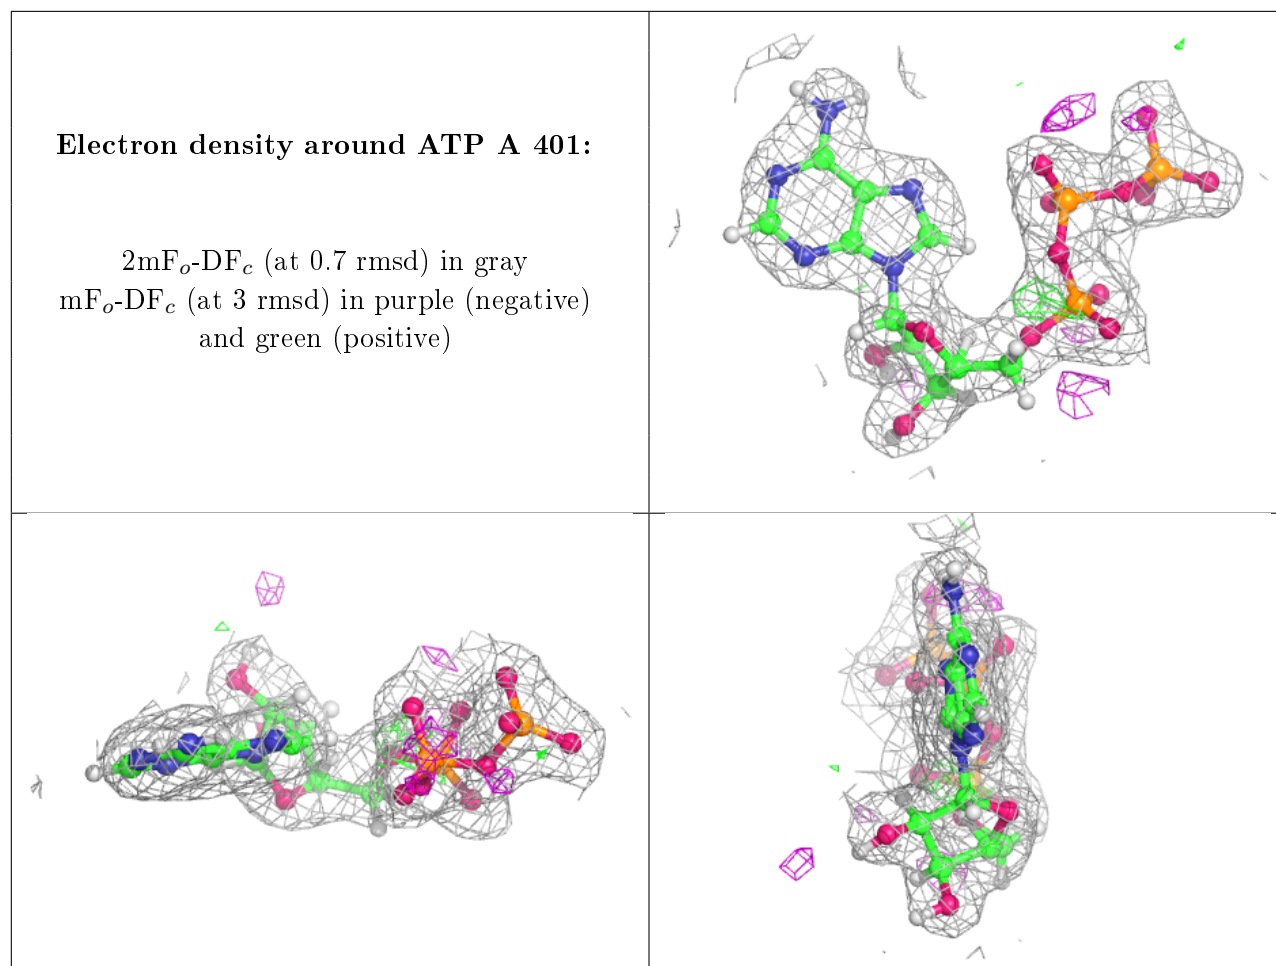 Electron density around ATP A 401:
2mFₒ-DF𝒸 (at 0.7 rmsd) in gray
mFₒ-DF𝒸 (at 3 rmsd) in purple (negative)
and green (positive)